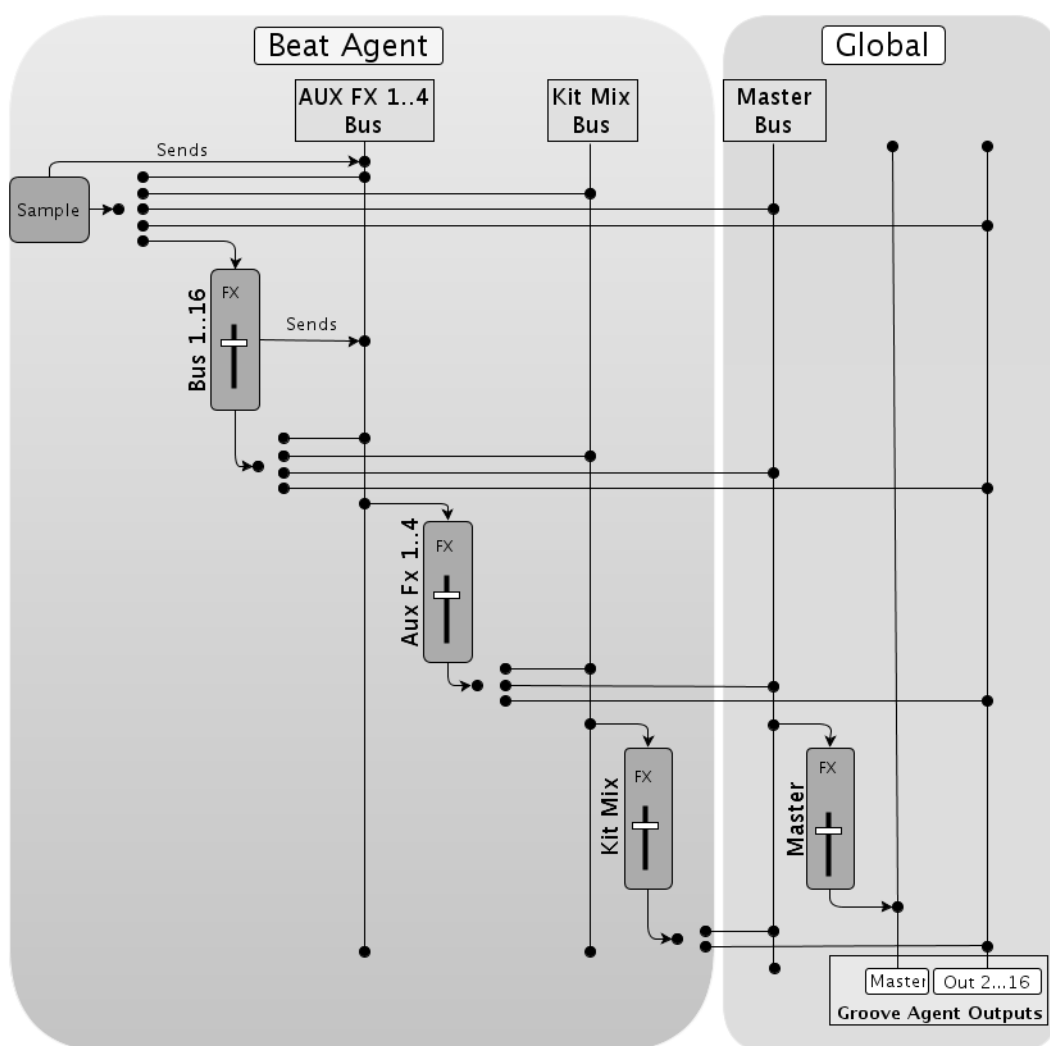 Beat Agent
Global
AUX FX 1..4
Bus
Kit Mix
Bus
Master
Bus
Sends
Sample
FX
Bus 1..16
Sends
FX
Aux Fx 1..4
FX
Kit Mix
FX
Master
Master
Out 2...16
Groove Agent Outputs